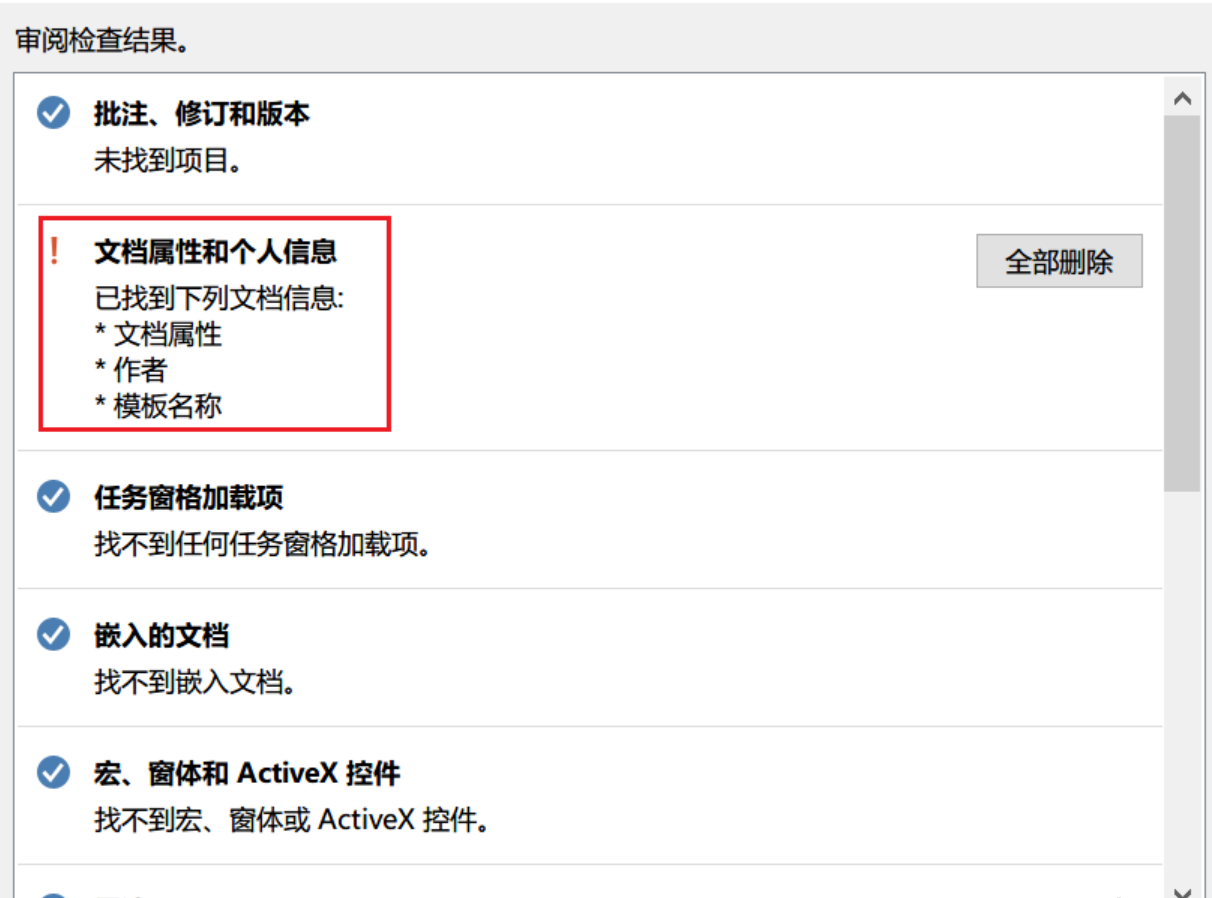 审阅检查结果。
批注、修订和版本
未找到项目。
! 文档属性和个人信息
全部删除
已找到下列文档信息:
* 文档属性
* 作者
* 模板名称
任务窗格加载项
找不到任何任务窗格加载项。
嵌入的文档
找不到嵌入文档。
宏、窗体和 ActiveX 控件
找不到宏、窗体或 ActiveX 控件。